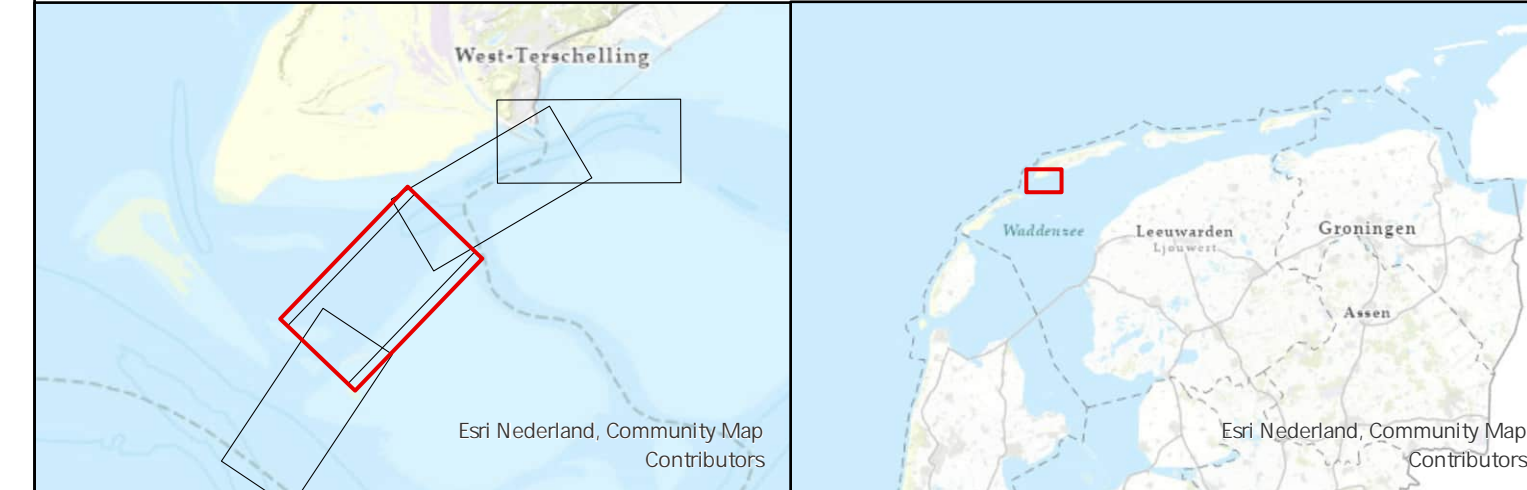 West-Terschelling
Esri Nederland, Community Map
Contributors
Waddenzee
Leeuwarden
Ljouwert
Groningen
Assen
Esri Nederland, Community Map
Contributors